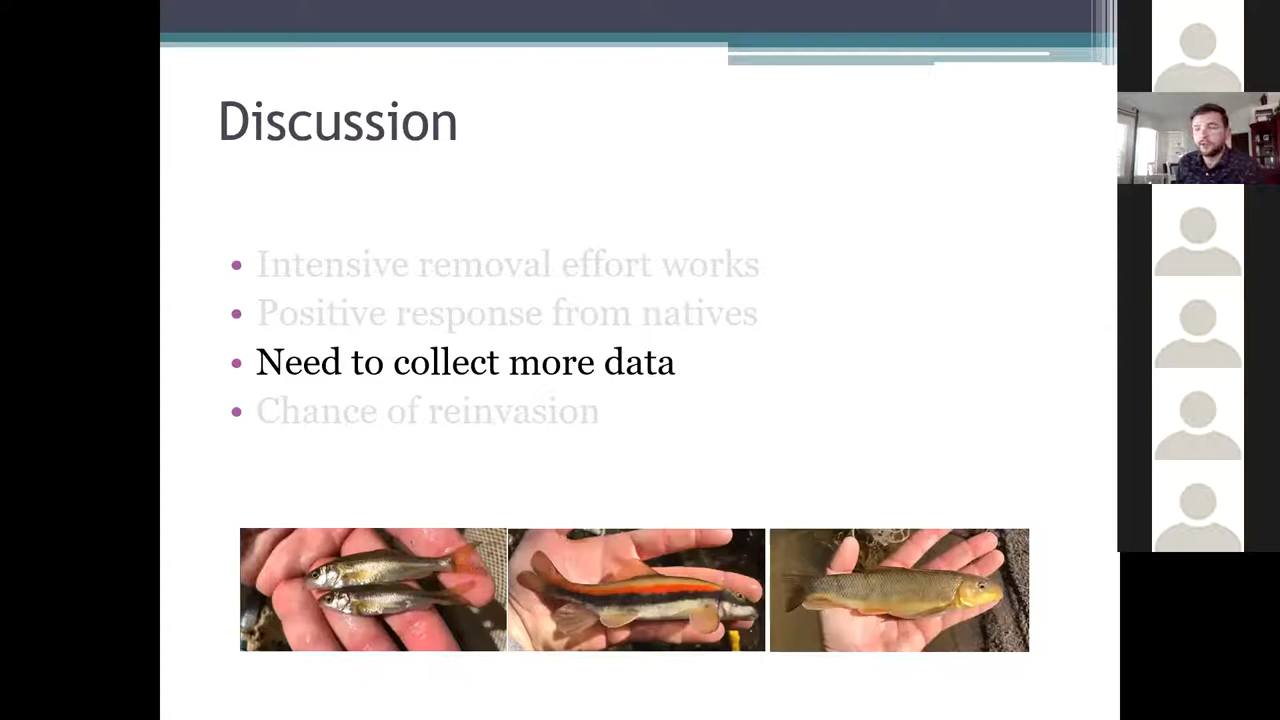 Discussion
• Intensive removal effort works
• Positive response from natives
• Need to collect more data
• Chance of reinvasion